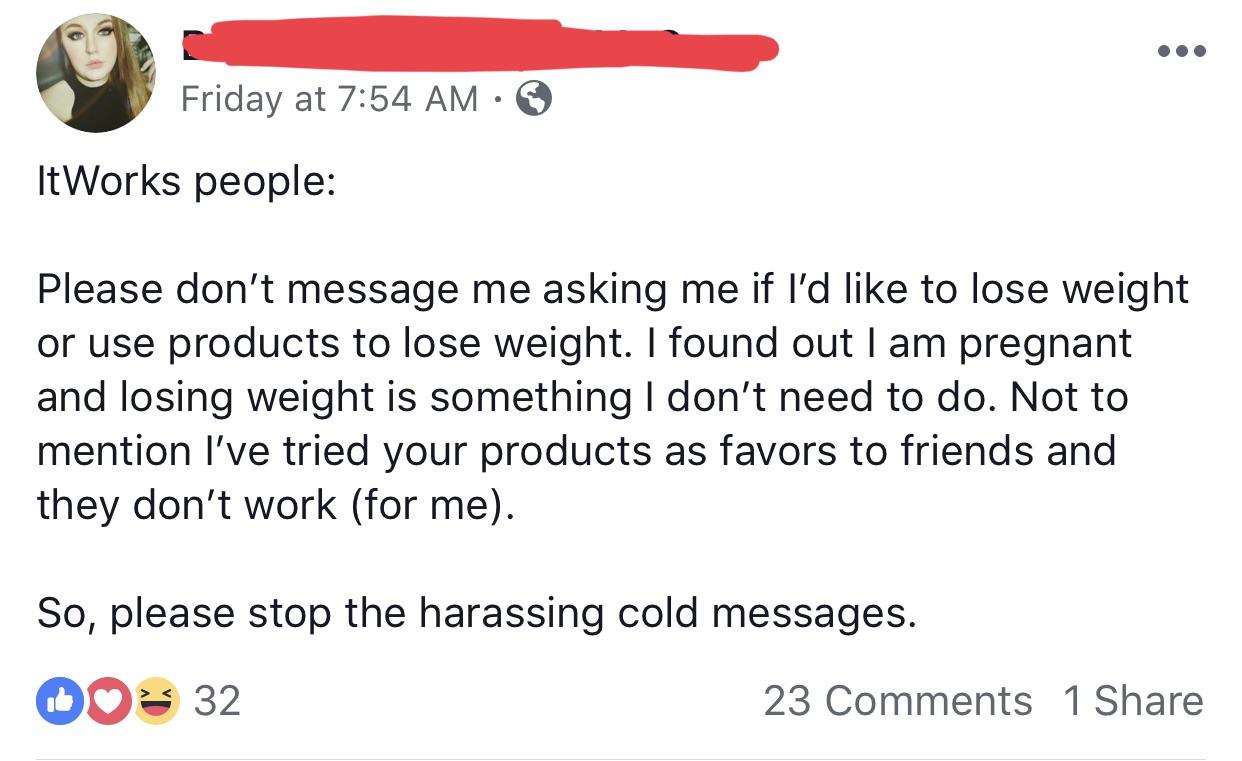 Friday at 7:54 AM ·
ItWorks people:
Please don’t message me asking me if I’d like to lose weight
or use products to lose weight. I found out I am pregnant
and losing weight is something I don’t need to do. Not to
mention I’ve tried your products as favors to friends and
they don’t work (for me).
So, please stop the harassing cold messages.
32 23 Comments 1 Share